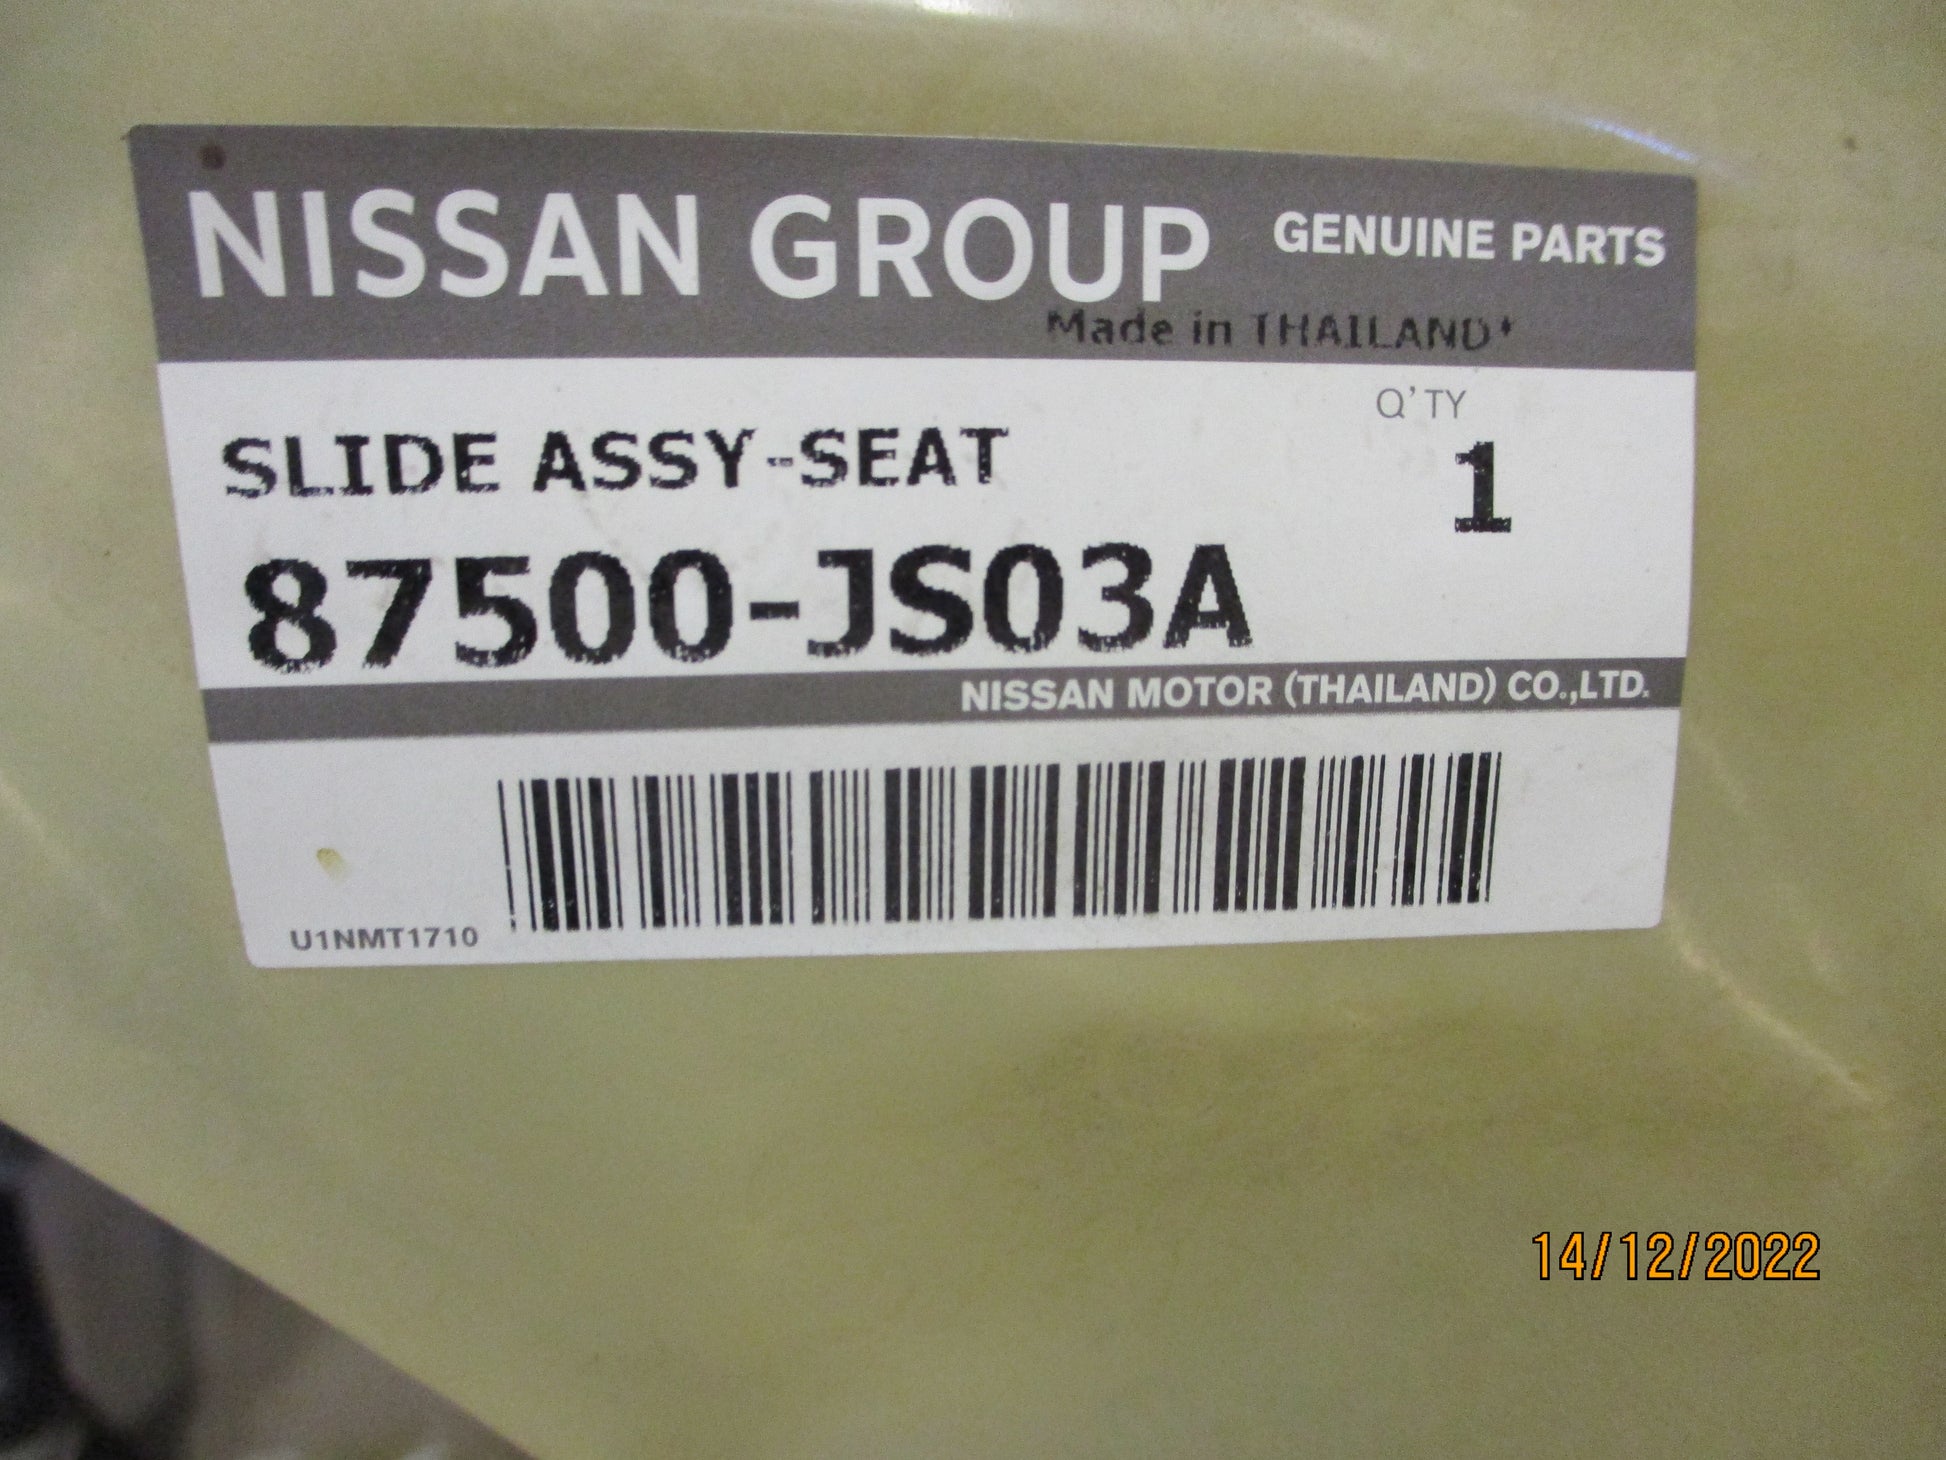 NISSAN GROUP GENUINE PARTS
Made in THAILAND*
Q'TY
SLIDE ASSY-SEAT
1
87500-JS03A
NISSAN MOTOR (THAILAND) CO.,LTD.
U1NMT1710
14/12/2022